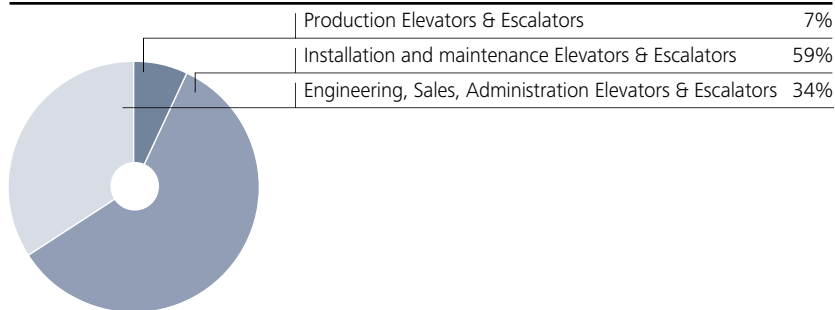 Production Elevators & Escalators 7%
Installation and maintenance Elevators & Escalators 59%
Engineering, Sales, Administration Elevators & Escalators 34%